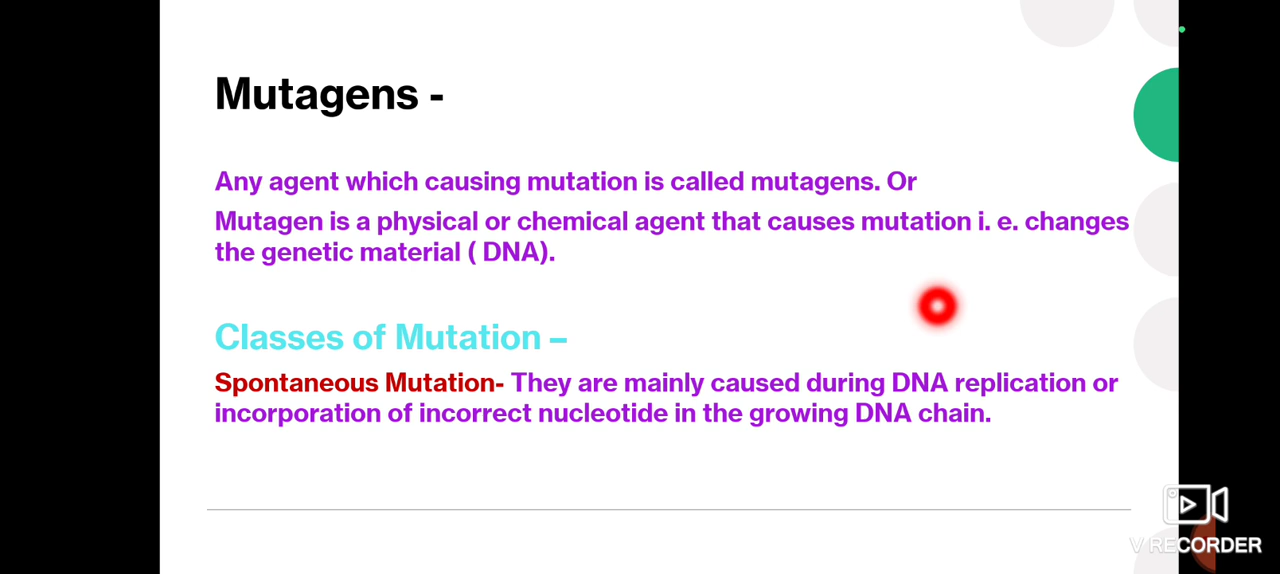 Mutagens -
Any agent which causing mutation is called mutagens. Or
Mutagen is a physical or chemical agent that causes mutation i. e. changes
the genetic material ( DNA).
Classes of Mutation –
Spontaneous Mutation- They are mainly caused during DNA replication or
incorporation of incorrect nucleotide in the growing DNA chain.
V RECORDER